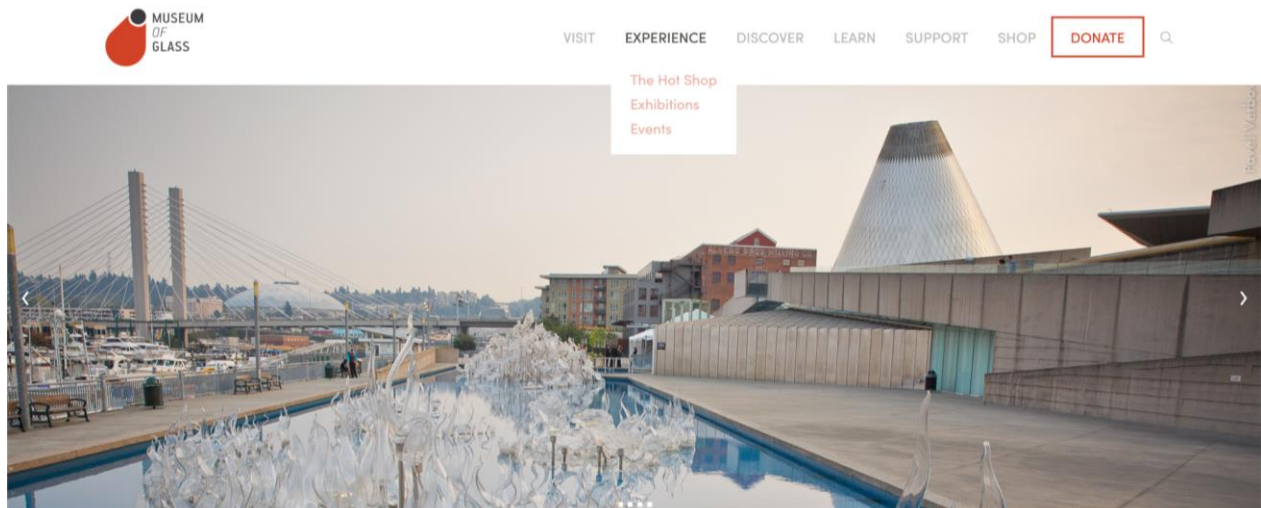 MUSEUM
OF
GLASS
VISIT EXPERIENCE DISCOVER LEARN SUPPORT SHOP DONATE
The Hot Shop
Exhibitions
Events